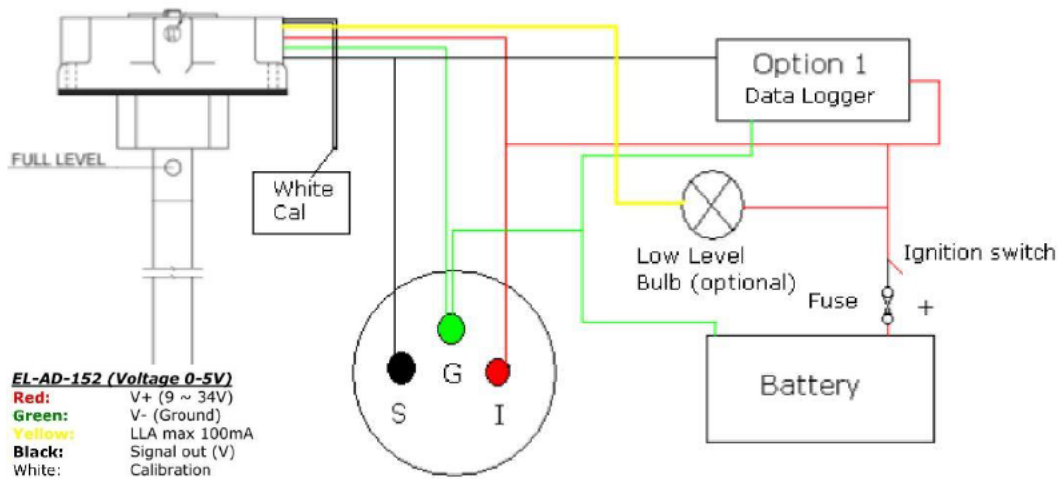 Option 1
Data Logger
FULL LEVEL
White
Cal
Low Level
Bulb (optional)
Ignition switch
Fuse
+
G
S
I
Battery
EL-AD-152 (Voltage 0-5V)
Red: V+ (9 ~ 34V)
Green: V- (Ground)
Yellow: LLA max 100mA
Black: Signal out (V)
White: Calibration